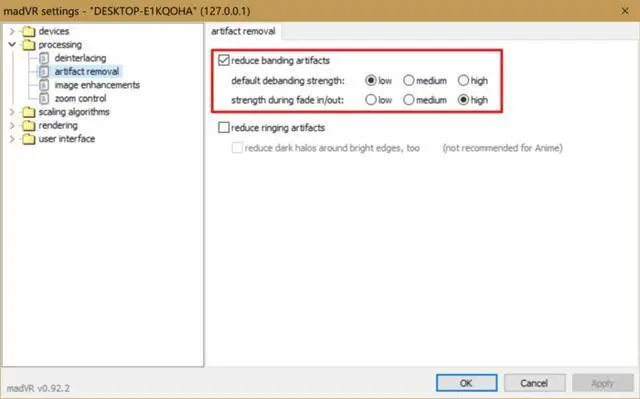 madVR settings - "DESKTOP-E1KQOHA" (127.0.0.1)
devices
processing
deinterlacing
artifact removal
image enhancements
zoom control
scaling algorithms
rendering
user interface
artifact removal
reduce banding artifacts
default debanding strength: low medium high
strength during fade in/out: low medium high
reduce ringing artifacts
reduce dark halos around bright edges, too (not recommended for Anime)
madVR v0.92.2
OK Cancel Apply